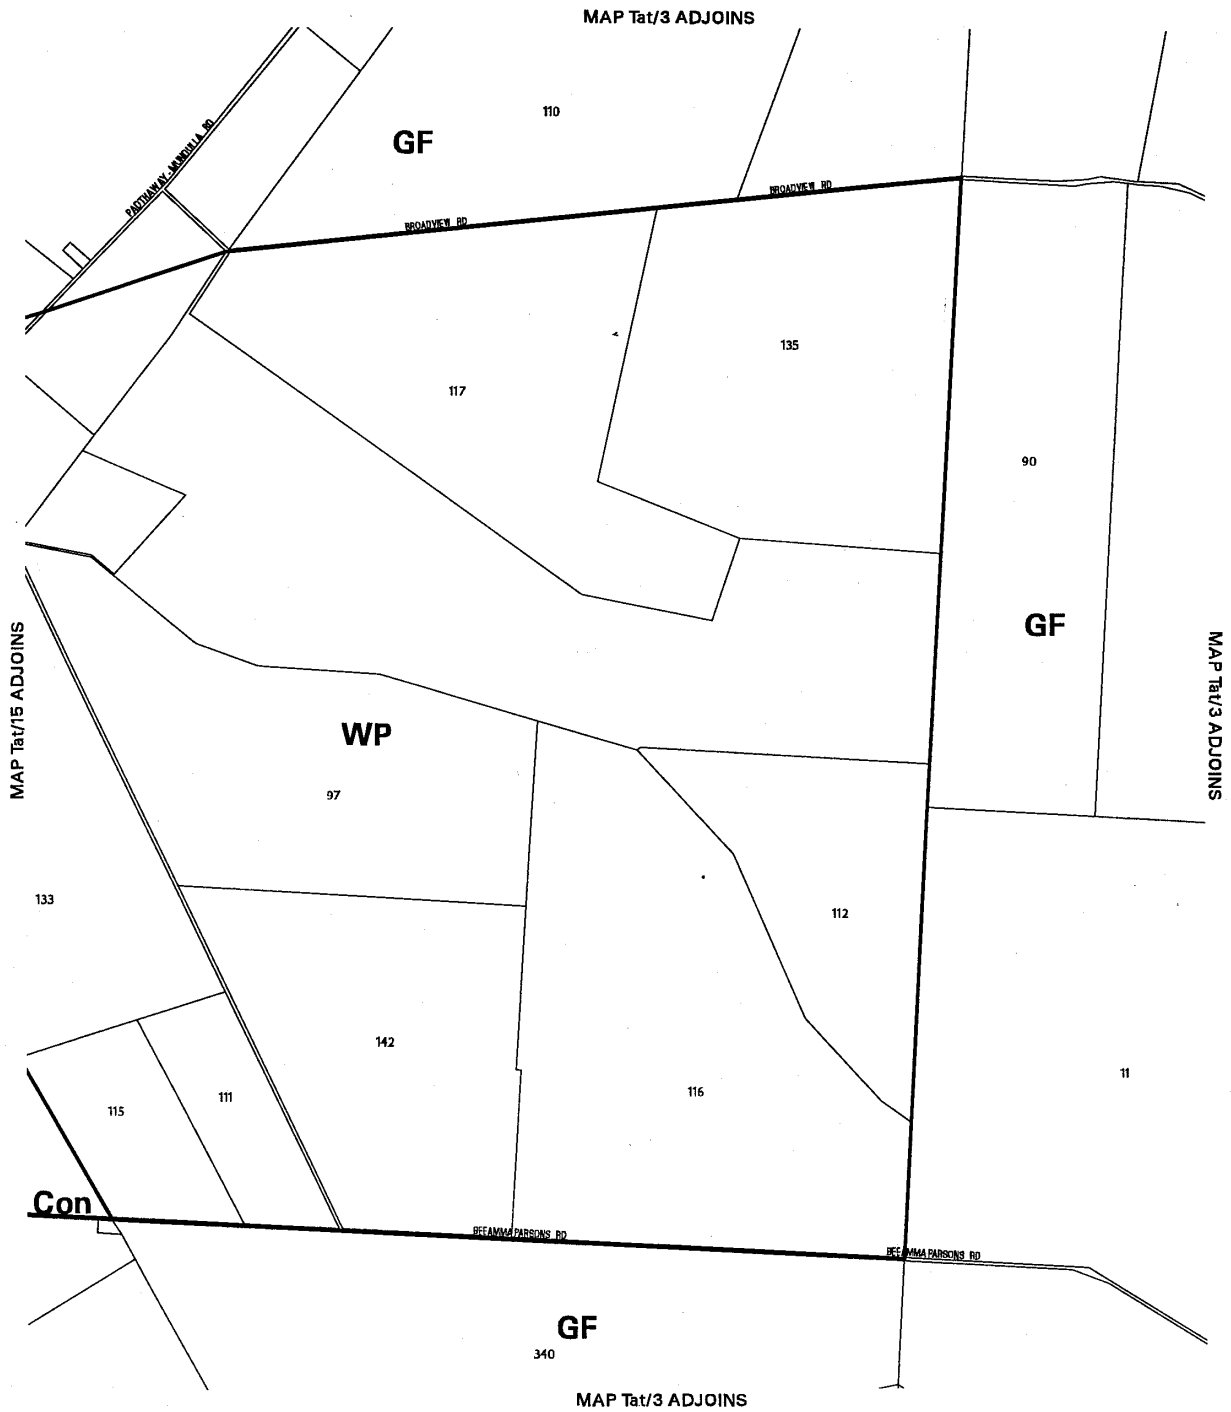 MAP Tat/3 ADJOINS
110
GF
PADTHAWAY-MUNDULLA RD
BROADVIEW RD
BROADVIEW RD
135
117
90
GF
MAP Tat/15 ADJOINS
MAP Tat/3 ADJOINS
WP
97
133
112
142
11
116
111
115
Con
BEEAMMA PARSONS RD
BEEAMMA PARSONS RD
GF
340
MAP Tat/3 ADJOINS